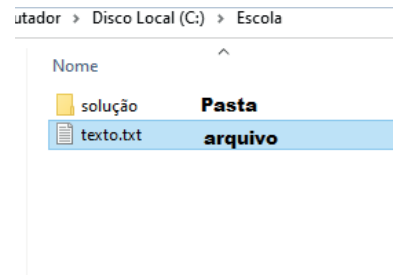 utador > Disco Local (C:) > Escola
Nome
solução Pasta
texto.txt arquivo